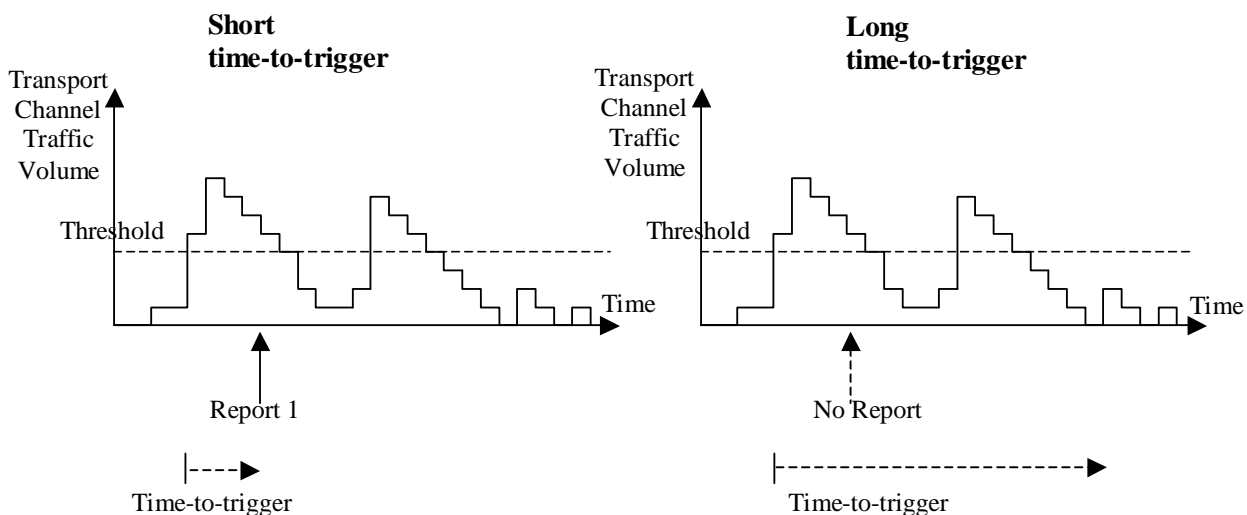 Short
time-to-trigger
Transport
Channel
Traffic
Volume
Threshold
Time
Report 1
Time-to-trigger
Long
time-to-trigger
Transport
Channel
Traffic
Volume
Threshold
Time
No Report
Time-to-trigger